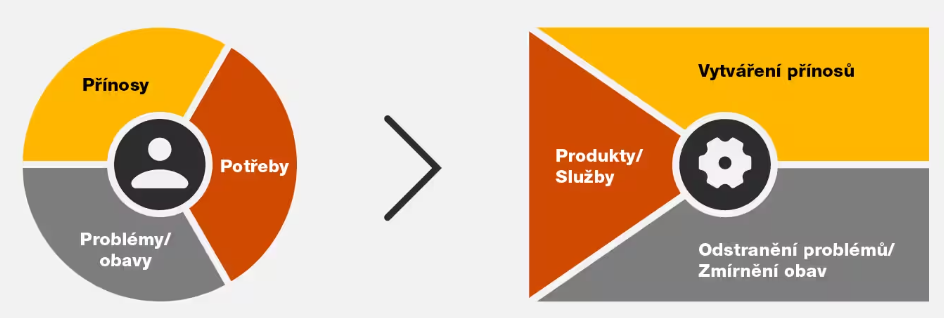 Přínosy
Potřeby
Problémy/
obavy
Vytváření přínosů
Produkty/
Služby
Odstranění problémů/
Zmírnění obav